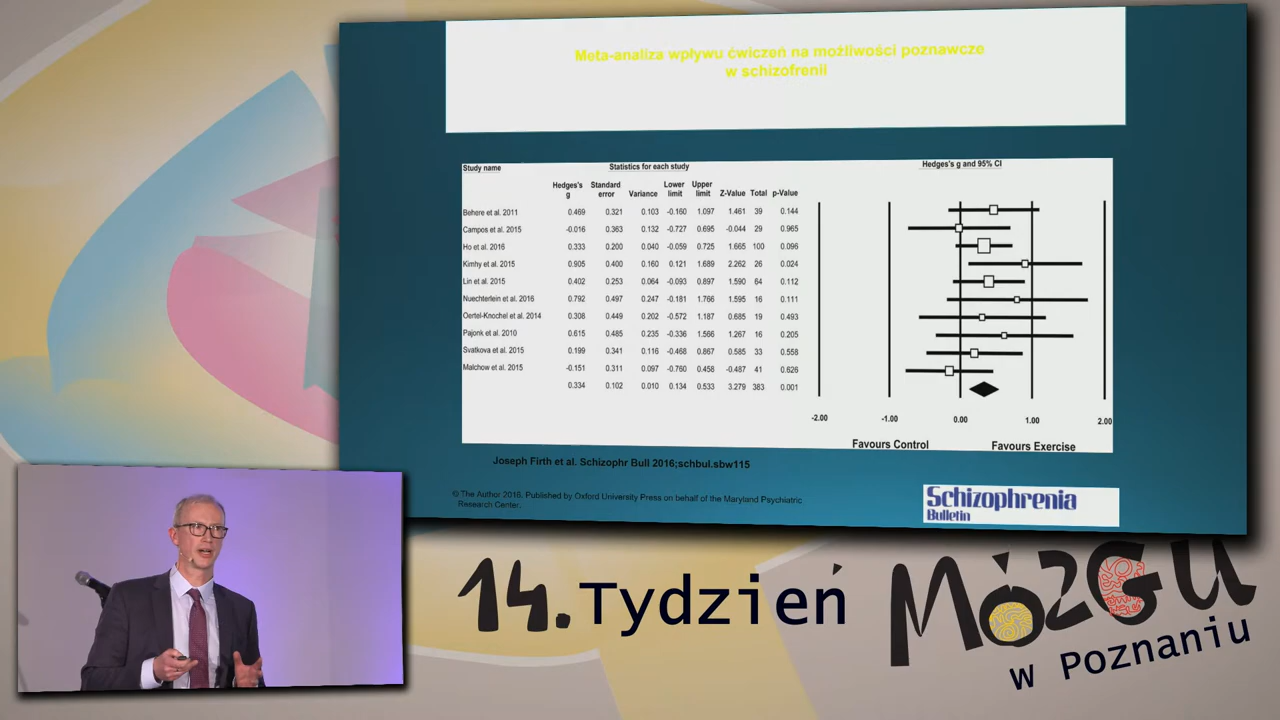 Meta-analiza wpływu ćwiczeń na możliwości poznawcze
w schizofrenii
Study name Statistics for each study Hedges's g and 95% CI
Hedges's g Standard error Variance Lower limit Upper limit Z-Value Total p-Value
Behere et al. 2011 0.469 0.321 0.103 -0.160 1.097 1.461 39 0.144
Campos et al. 2015 -0.016 0.363 0.132 -0.727 0.695 -0.044 29 0.965
Ho et al. 2016 0.333 0.200 0.040 -0.059 0.725 1.665 100 0.096
Kimhy et al. 2015 0.905 0.400 0.160 0.121 1.689 2.262 26 0.024
Lin et al. 2015 0.402 0.253 0.064 -0.093 0.897 1.590 64 0.112
Nuechterlein et al. 2016 0.792 0.497 0.247 -0.181 1.766 1.595 16 0.111
Oertel-Knochel et al. 2014 0.308 0.449 0.202 -0.572 1.187 0.685 19 0.493
Pajonk et al. 2010 0.615 0.485 0.235 -0.336 1.566 1.267 16 0.205
Svatkova et al. 2015 0.199 0.341 0.116 -0.468 0.867 0.585 33 0.558
Malchow et al. 2015 -0.151 0.311 0.097 -0.760 0.458 -0.487 41 0.626
0.334 0.102 0.010 0.134 0.533 3.279 383 0.001
-2.00 -1.00 0.00 1.00 2.00
Favours Control Favours Exercise
Joseph Firth et al. Schizophr Bull 2016;schbul.sbw115
© The Author 2016. Published by Oxford University Press on behalf of the Maryland Psychiatric
Research Center.
Schizophrenia
Bulletin
14. Tydzień MÓZGU
w Poznaniu